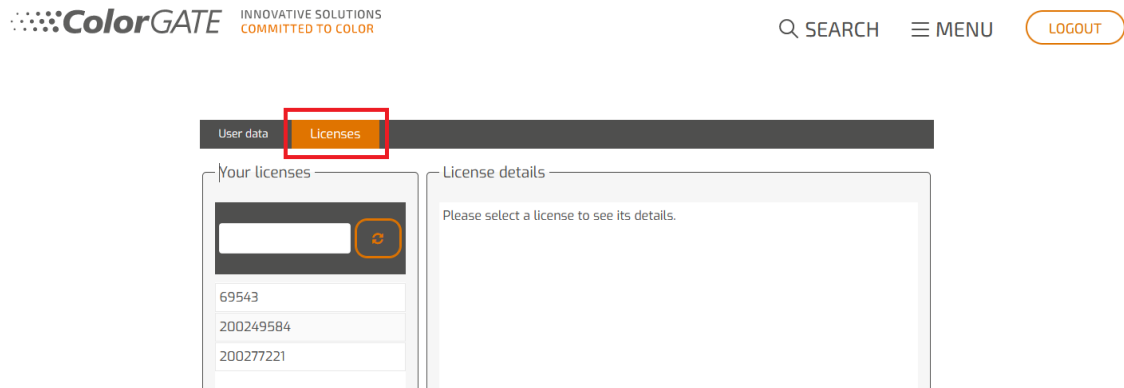 ColorGATE
INNOVATIVE SOLUTIONS
COMMITTED TO COLOR
SEARCH
MENU
LOGOUT
User data
Licenses
Your licenses
License details
Please select a license to see its details.
69543
200249584
200277221